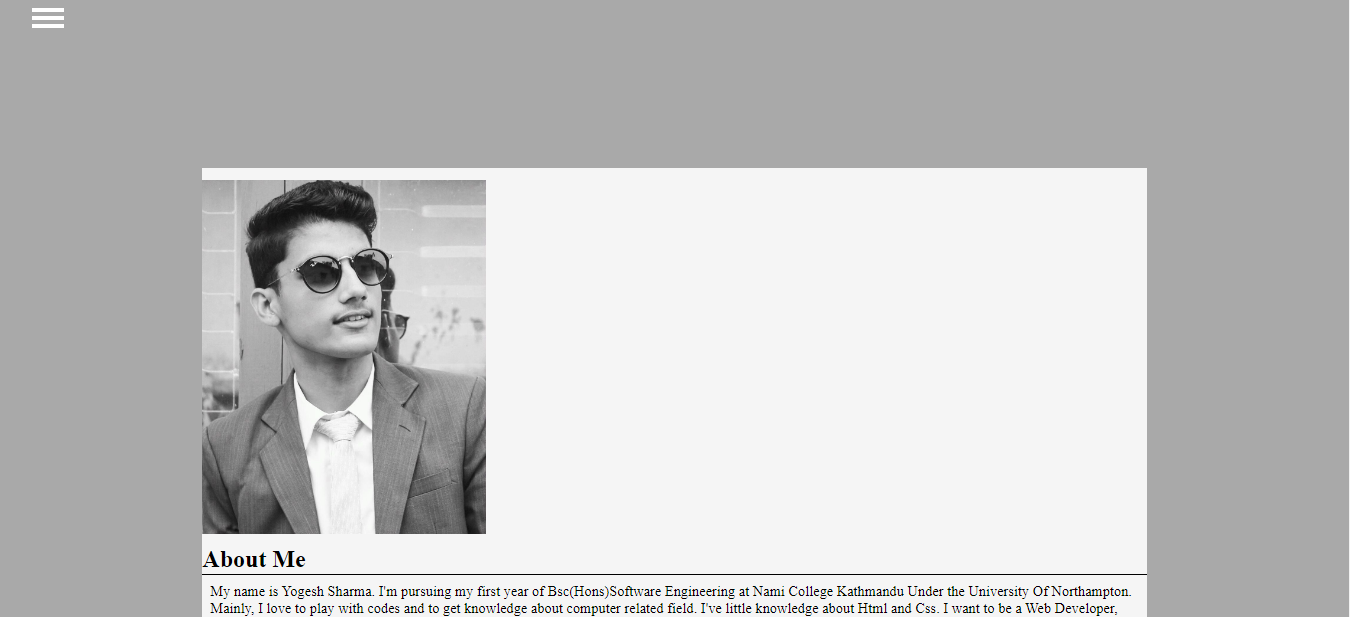 About Me
My name is Yogesh Sharma. I'm pursuing my first year of Bsc(Hons)Software Engineering at Nami College Kathmandu Under the University Of Northampton.
Mainly, I love to play with codes and to get knowledge about computer related field. I've little knowledge about Html and Css. I want to be a Web Developer,